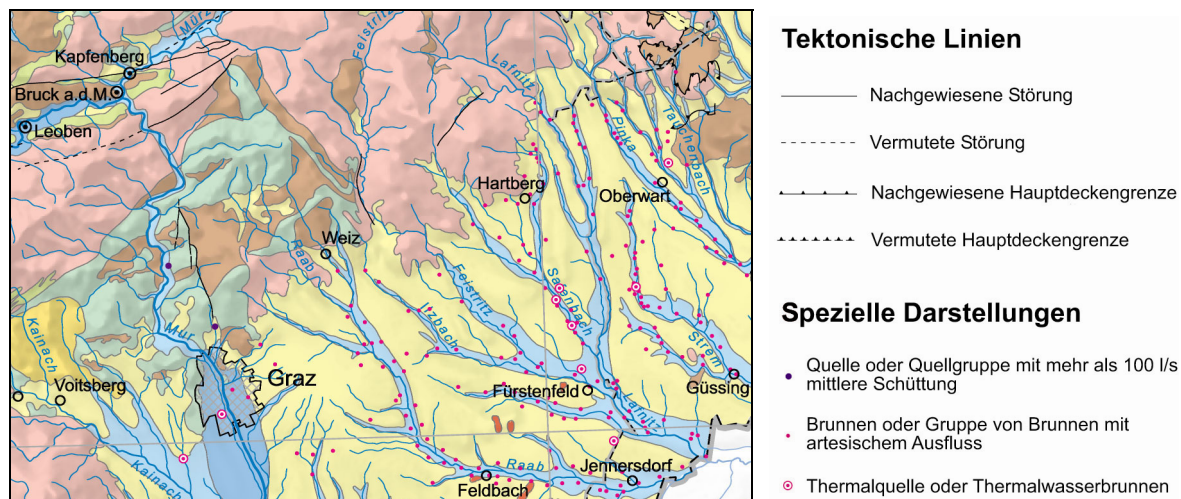 Mürz
Kapfenberg
Bruck a.d.M.
Leoben
Feistritz
Lafnitz
Pinka
Tauchenbach
Hartberg
Oberwart
Weiz
Raab
Feistritz
Ilzbach
Safenbach
Strem
Mur
Kainach
Voitsberg
Graz
Fürstenfeld
Güssing
Lafnitz
Kainach
Raab
Feldbach
Jennersdorf
Tektonische Linien
Nachgewiesene Störung
Vermutete Störung
Nachgewiesene Hauptdeckengrenze
Vermutete Hauptdeckengrenze
Spezielle Darstellungen
Quelle oder Quellgruppe mit mehr als 100 l/s
mittlere Schüttung
Brunnen oder Gruppe von Brunnen mit
artesischem Ausfluss
Thermalquelle oder Thermalwasserbrunnen